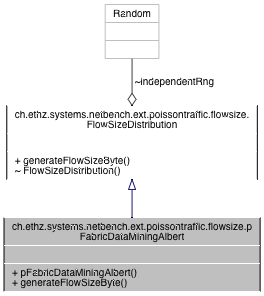 Random
~independentRng
ch.ethz.systems.netbench.ext.poissontraffic.flowsize.
FlowSizeDistribution
+ generateFlowSizeByte()
~ FlowSizeDistribution()
ch.ethz.systems.netbench.ext.poissontraffic.flowsize.p
FabricDataMiningAlbert
+ pFabricDataMiningAlbert()
+ generateFlowSizeByte()